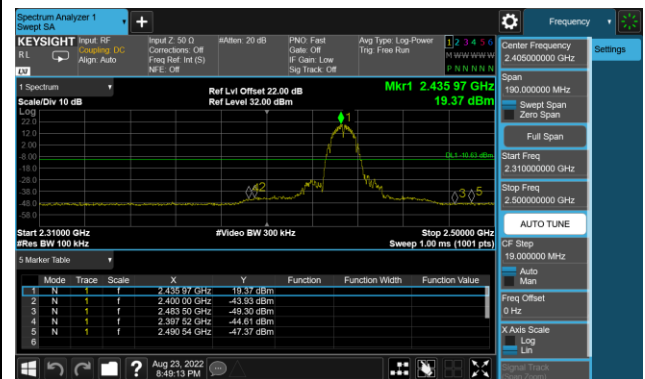 Spectrum Analyzer 1
Swept SA
+
Frequency
KEYSIGHT
RL
Input: RF
Coupling: DC
Align: Auto
Input Z: 50 Ω
Corrections: Off
Freq Ref: Int (S)
NFE: Off
#Atten: 20 dB
PNO: Fast
Gate: Off
IF Gain: Low
Sig Track: Off
Avg Type: Log-Power
Trig: Free Run
1 2 3 4 5 6
M W W W W W
P N N N N N
Center Frequency
2.405000000 GHz
Settings
1 Spectrum
Scale/Div 10 dB
Ref Lvl Offset 22.00 dB
Ref Level 32.00 dBm
Mkr1 2.435 97 GHz
19.37 dBm
Span
190.000000 MHz
Swept Span
Zero Span
Full Span
Log
22.0
12.0
2.00
-8.00
-18.0
-28.0
-38.0
-48.0
-58.0
1
DL1 -10.63 dBm
2
3
5
Start Freq
2.310000000 GHz
Stop Freq
2.500000000 GHz
AUTO TUNE
Start 2.31000 GHz
#Res BW 100 kHz
#Video BW 300 kHz
Stop 2.50000 GHz
Sweep 1.00 ms (1001 pts)
CF Step
19.000000 MHz
Auto
Man
5 Marker Table
Mode Trace Scale X Y Function Function Width Function Value
1 N 1 f 2.435 97 GHz 19.37 dBm
2 N 1 f 2.400 00 GHz -43.93 dBm
3 N 1 f 2.483 50 GHz -49.30 dBm
4 N 1 f 2.397 52 GHz -44.61 dBm
5 N 1 f 2.490 54 GHz -47.37 dBm
6
Freq Offset
0 Hz
X Axis Scale
Log
Lin
Signal Track
(Span Zoom)
?
Aug 23, 2022
8:49:13 PM